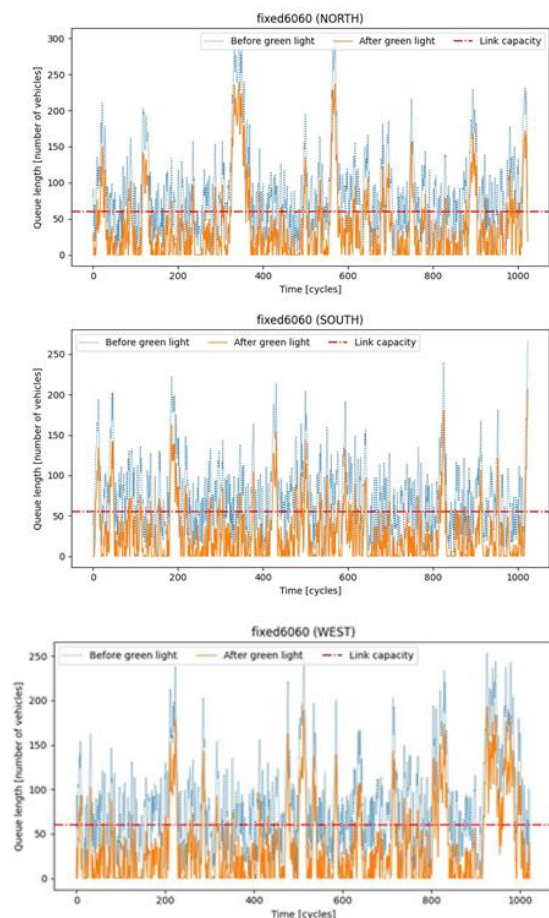 fixed6060 (NORTH)
Before green light After green light Link capacity
300
250
200
150
100
50
0
Queue length [number of vehicles]
0 200 400 600 800 1000
Time [cycles]
fixed6060 (SOUTH)
Before green light After green light Link capacity
250
200
150
100
50
0
Queue length [number of vehicles]
0 200 400 600 800 1000
Time [cycles]
fixed6060 (WEST)
Before green light After green light Link capacity
250
200
150
100
50
0
Queue length [number of vehicles]
0 200 400 600 800 1000
Time [cycles]